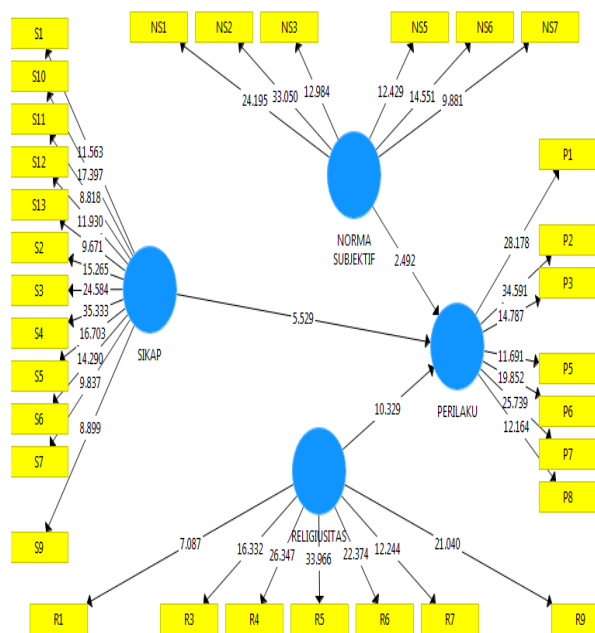 NS1
NS2
NS3
NS5
NS6
NS7
24.195
33.050
12.984
12.429
14.551
9.881
NORMA
SUBJEKTIF
2.492
S1
S10
S11
S12
S13
S2
S3
S4
S5
S6
S7
S9
11.563
17.397
8.818
11.930
9.671
15.265
24.584
35.333
16.703
14.290
9.837
8.899
SIKAP
5.529
P1
P2
P3
P5
P6
P7
P8
28.178
34.591
14.787
11.691
19.852
25.739
12.164
PERILAKU
10.329
RELIGIUSITAS
7.087
16.332
26.347
33.966
22.374
12.244
21.040
R1
R3
R4
R5
R6
R7
R9